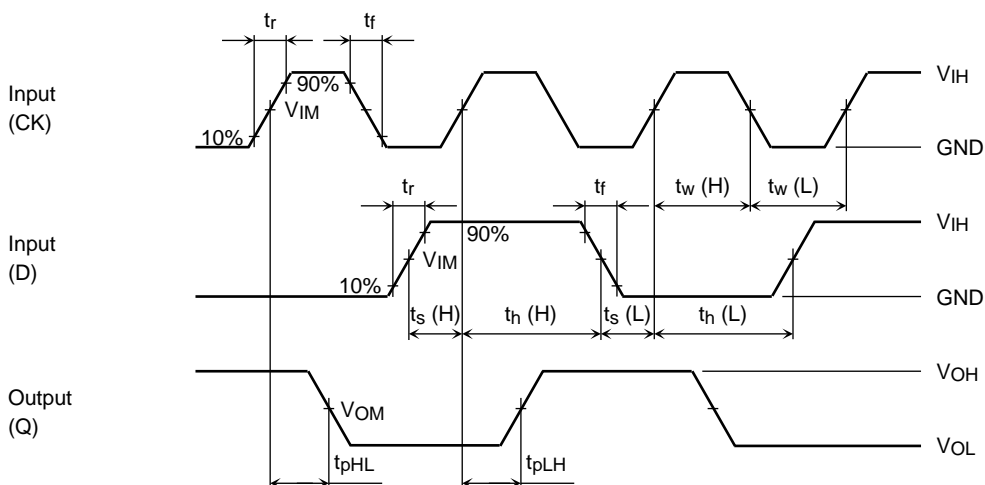 tr tf
Input
(CK)
90%
VIM
10%
VIH
GND
tr tf tw (H) tw (L)
Input
(D)
90%
VIM
10%
VIH
GND
ts (H) th (H) ts (L) th (L)
Output
(Q)
VOM
VOH
VOL
tpHL tpLH